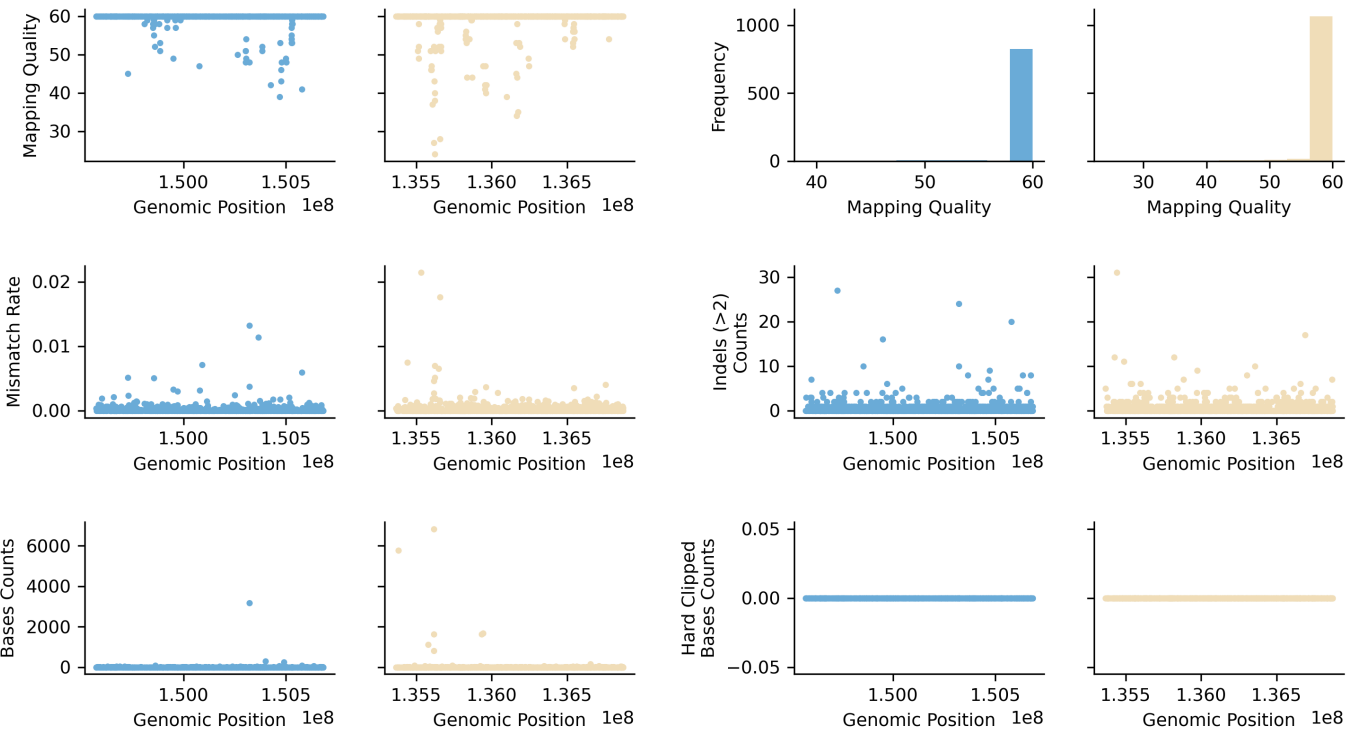 Mapping Quality
60
50
40
30
1.500 1.505
Genomic Position 1e8
1.355 1.360 1.365
Genomic Position 1e8
Frequency
1000
500
0
40 50 60
Mapping Quality
30 40 50 60
Mapping Quality
Mismatch Rate
0.02
0.01
0.00
1.500 1.505
Genomic Position 1e8
1.355 1.360 1.365
Genomic Position 1e8
Indels (>2)
Counts
30
20
10
0
1.500 1.505
Genomic Position 1e8
1.355 1.360 1.365
Genomic Position 1e8
Bases Counts
6000
4000
2000
0
1.500 1.505
Genomic Position 1e8
1.355 1.360 1.365
Genomic Position 1e8
Hard Clipped
Bases Counts
0.05
0.00
−0.05
1.500 1.505
Genomic Position 1e8
1.355 1.360 1.365
Genomic Position 1e8